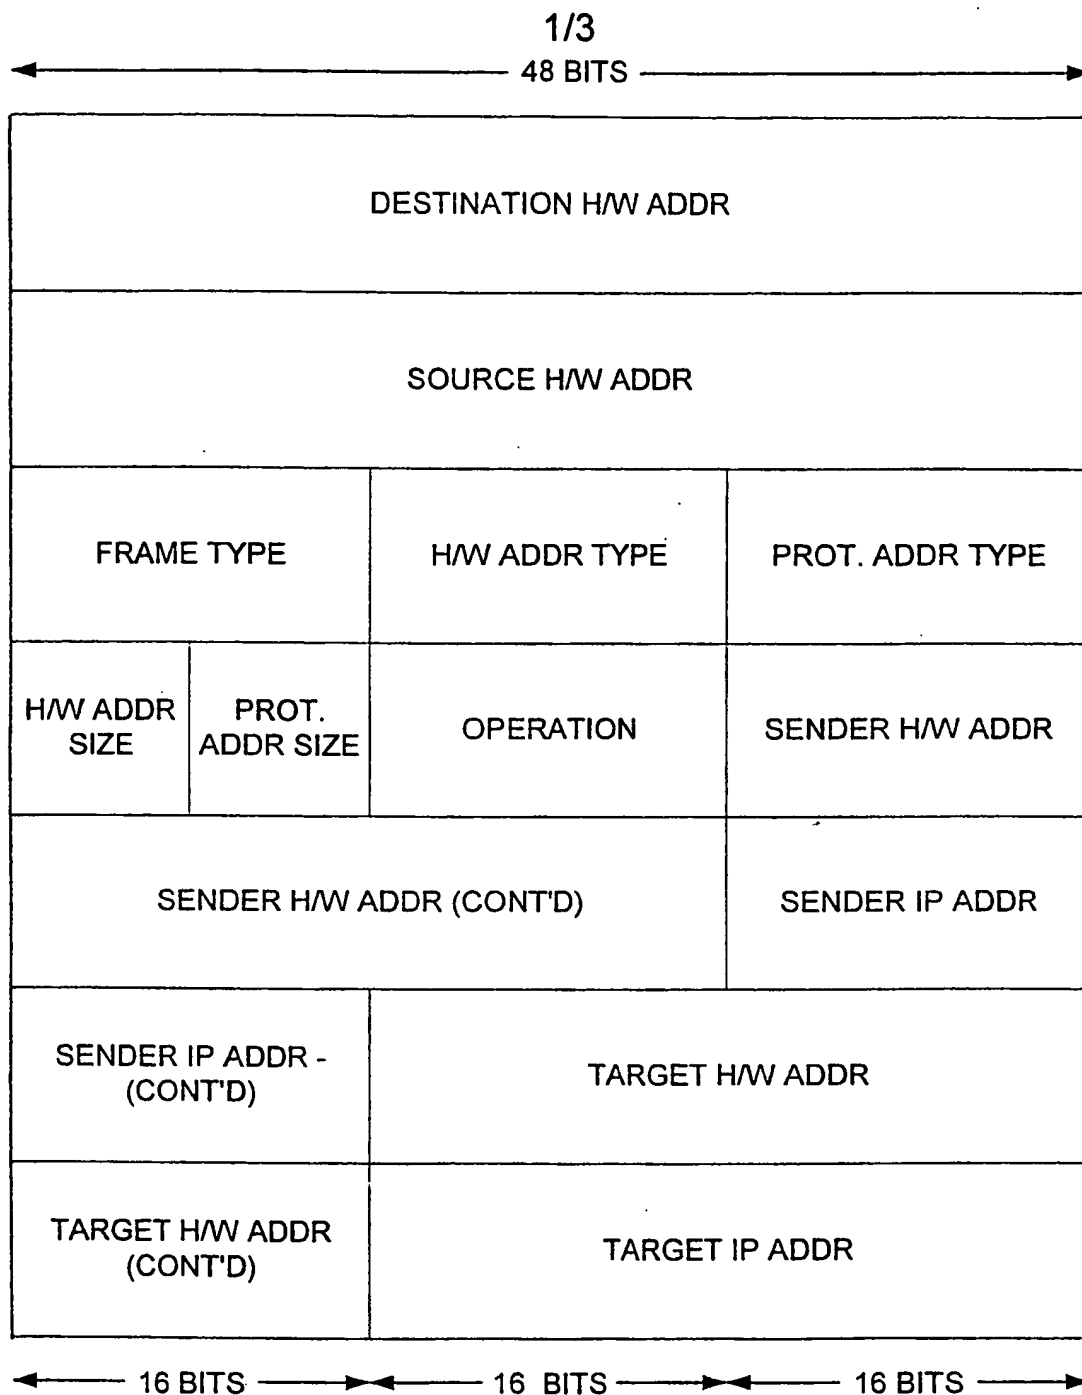 1/3
48 BITS
DESTINATION H/W ADDR
SOURCE H/W ADDR
FRAME TYPE
H/W ADDR TYPE
PROT. ADDR TYPE
H/W ADDR
SIZE
PROT.
ADDR SIZE
OPERATION
SENDER H/W ADDR
SENDER H/W ADDR (CONT'D)
SENDER IP ADDR
SENDER IP ADDR -
(CONT'D)
TARGET H/W ADDR
TARGET H/W ADDR
(CONT'D)
TARGET IP ADDR
16 BITS
16 BITS
16 BITS